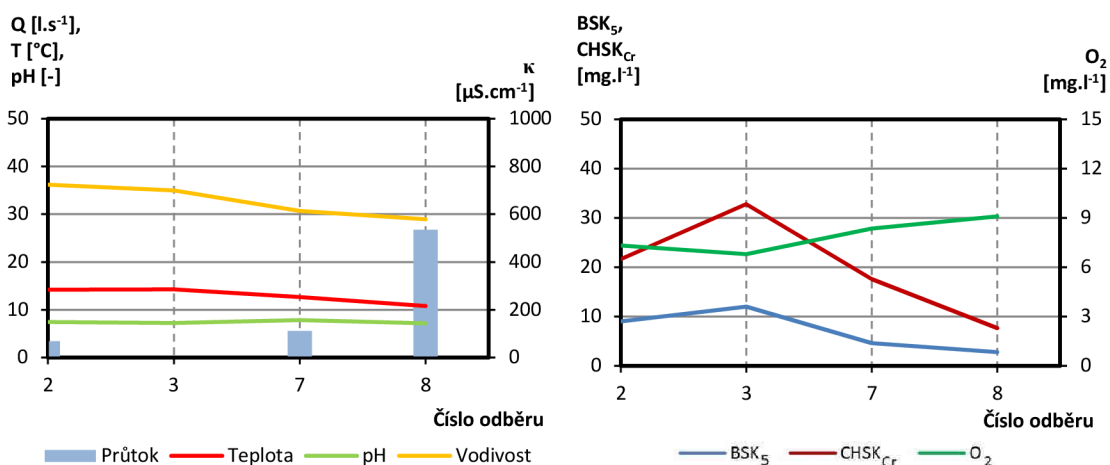 Q [l.s⁻¹],
T [°C],
pH [-]
κ
[µS.cm⁻¹]
50 1000
40 800
30 600
20 400
10 200
0 0
2 3 7 8
Číslo odběru
Průtok Teplota pH Vodivost
BSK₅,
CHSK_Cr
[mg.l⁻¹]
O₂
[mg.l⁻¹]
50 15
40 12
30 9
20 6
10 3
0 0
2 3 7 8
Číslo odběru
BSK₅ CHSK_Cr O₂